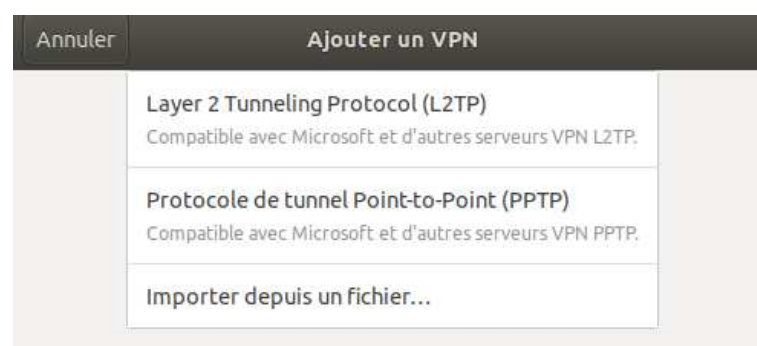 Annuler
Ajouter un VPN
Layer 2 Tunneling Protocol (L2TP)
Compatible avec Microsoft et d'autres serveurs VPN L2TP.
Protocole de tunnel Point-to-Point (PPTP)
Compatible avec Microsoft et d'autres serveurs VPN PPTP.
Importer depuis un fichier…